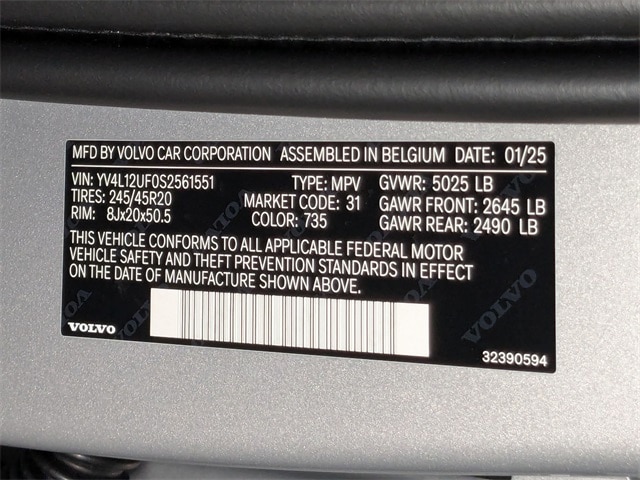 MFD BY VOLVO CAR CORPORATION ASSEMBLED IN BELGIUM DATE: 01/25
VIN: YV4L12UF0S2561551 TYPE: MPV GVWR: 5025 LB
TIRES: 245/45R20 MARKET CODE: 31 GAWR FRONT: 2645 LB
RIM: 8Jx20x50.5 COLOR: 735 GAWR REAR: 2490 LB
THIS VEHICLE CONFORMS TO ALL APPLICABLE FEDERAL MOTOR
VEHICLE SAFETY AND THEFT PREVENTION STANDARDS IN EFFECT
ON THE DATE OF MANUFACTURE SHOWN ABOVE.
VOLVO
32390594